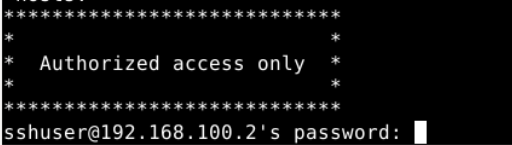 ****************************
*                          *
*  Authorized access only  *
*                          *
****************************
sshuser@192.168.100.2's password: